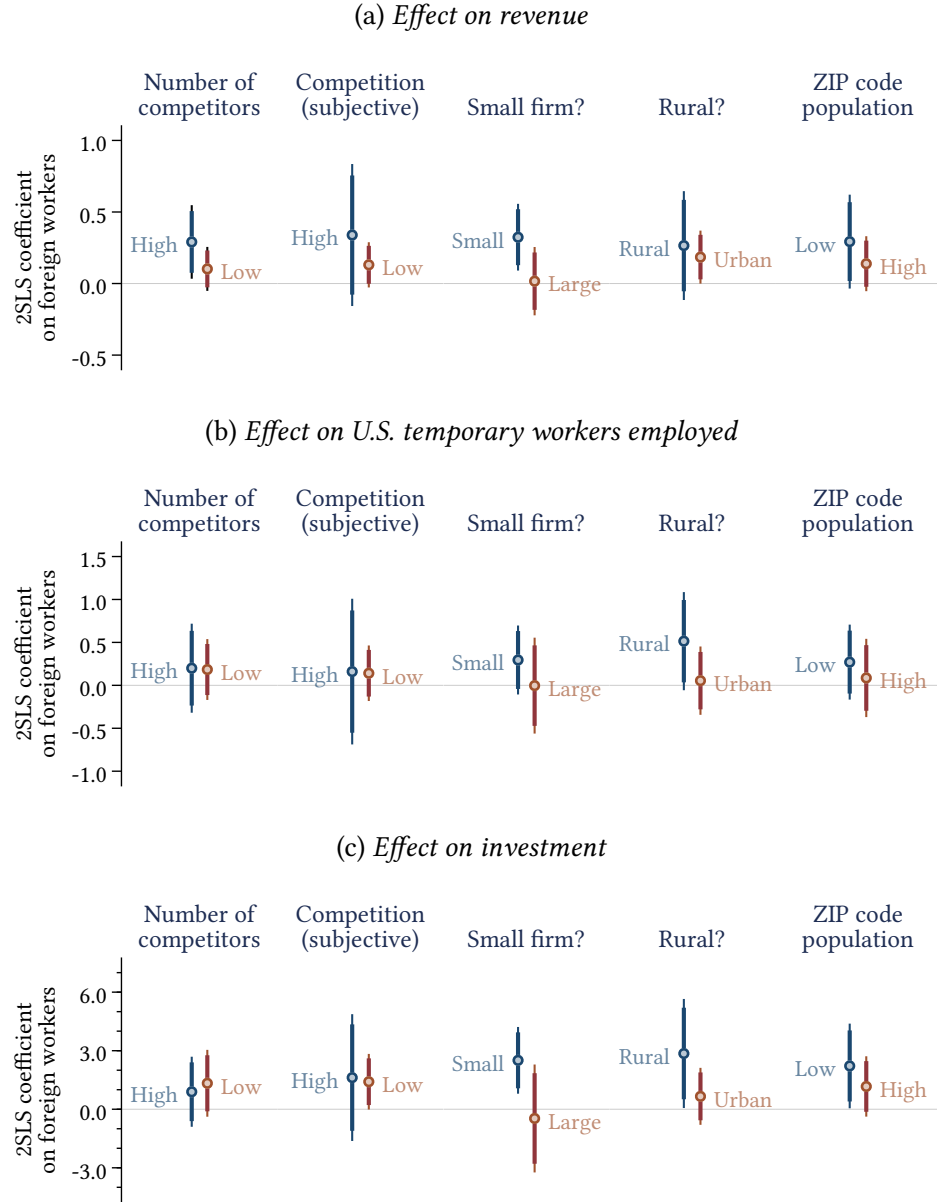 (a) Effect on revenue
Number of competitors
Competition (subjective)
Small firm?
Rural?
ZIP code population
2SLS coefficient
on foreign workers
1.0
0.5
0.0
-0.5
High
Low
High
Low
Small
Large
Rural
Urban
Low
High
(b) Effect on U.S. temporary workers employed
Number of competitors
Competition (subjective)
Small firm?
Rural?
ZIP code population
2SLS coefficient
on foreign workers
1.5
1.0
0.5
0.0
-0.5
-1.0
High
Low
High
Low
Small
Large
Rural
Urban
Low
High
(c) Effect on investment
Number of competitors
Competition (subjective)
Small firm?
Rural?
ZIP code population
2SLS coefficient
on foreign workers
6.0
3.0
0.0
-3.0
High
Low
High
Low
Small
Large
Rural
Urban
Low
High